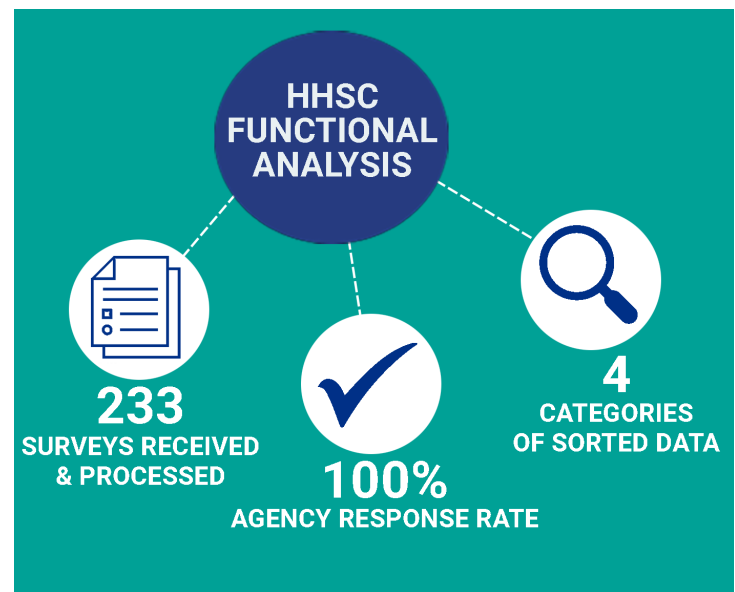 HHSC
FUNCTIONAL
ANALYSIS
233
SURVEYS RECEIVED
& PROCESSED
100%
AGENCY RESPONSE RATE
4
CATEGORIES
OF SORTED DATA